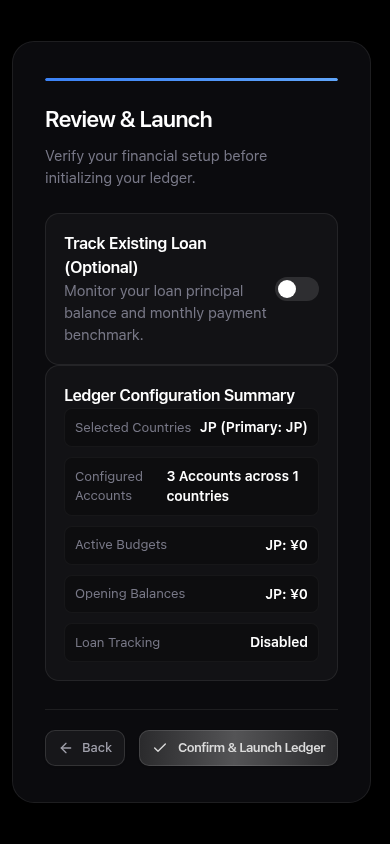 Review & Launch
Verify your financial setup before
initializing your ledger.
Track Existing Loan
(Optional)
Monitor your loan principal
balance and monthly payment
benchmark.
Ledger Configuration Summary
Selected Countries JP (Primary: JP)
Configured 3 Accounts across 1
Accounts countries
Active Budgets JP: ¥0
Opening Balances JP: ¥0
Loan Tracking Disabled
Back Confirm & Launch Ledger